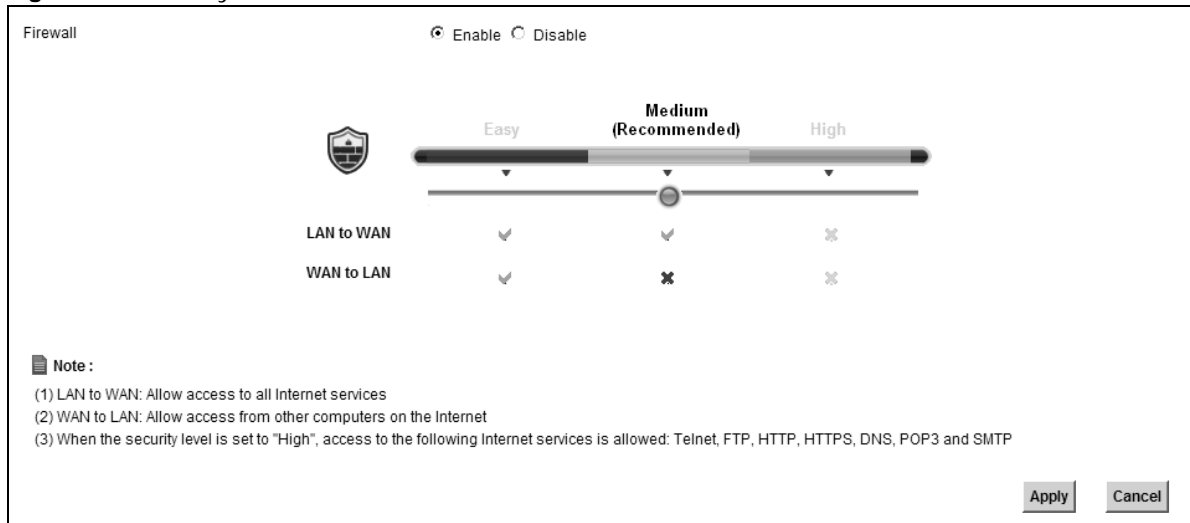 Firewall Enable Disable
Easy Medium (Recommended) High
LAN to WAN
WAN to LAN
Note :
(1) LAN to WAN: Allow access to all Internet services
(2) WAN to LAN: Allow access from other computers on the Internet
(3) When the security level is set to "High", access to the following Internet services is allowed: Telnet, FTP, HTTP, HTTPS, DNS, POP3 and SMTP
Apply Cancel